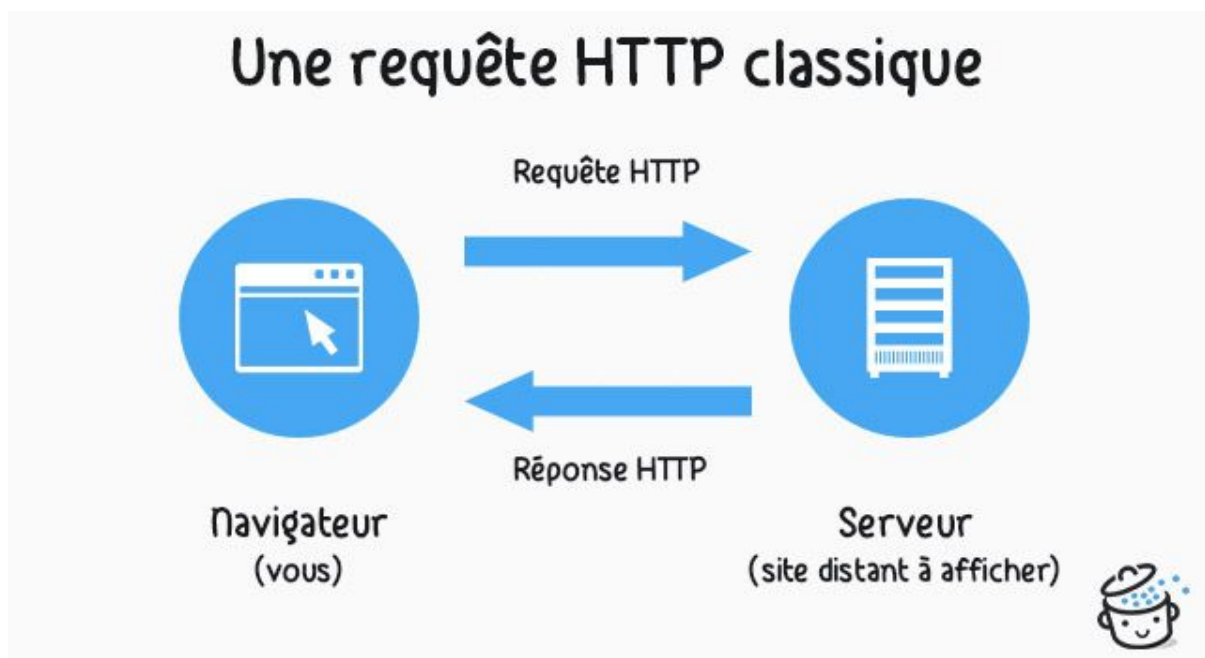 Une requête HTTP classique
Requête HTTP
Réponse HTTP
Navigateur
(vous)
Serveur
(site distant à afficher)